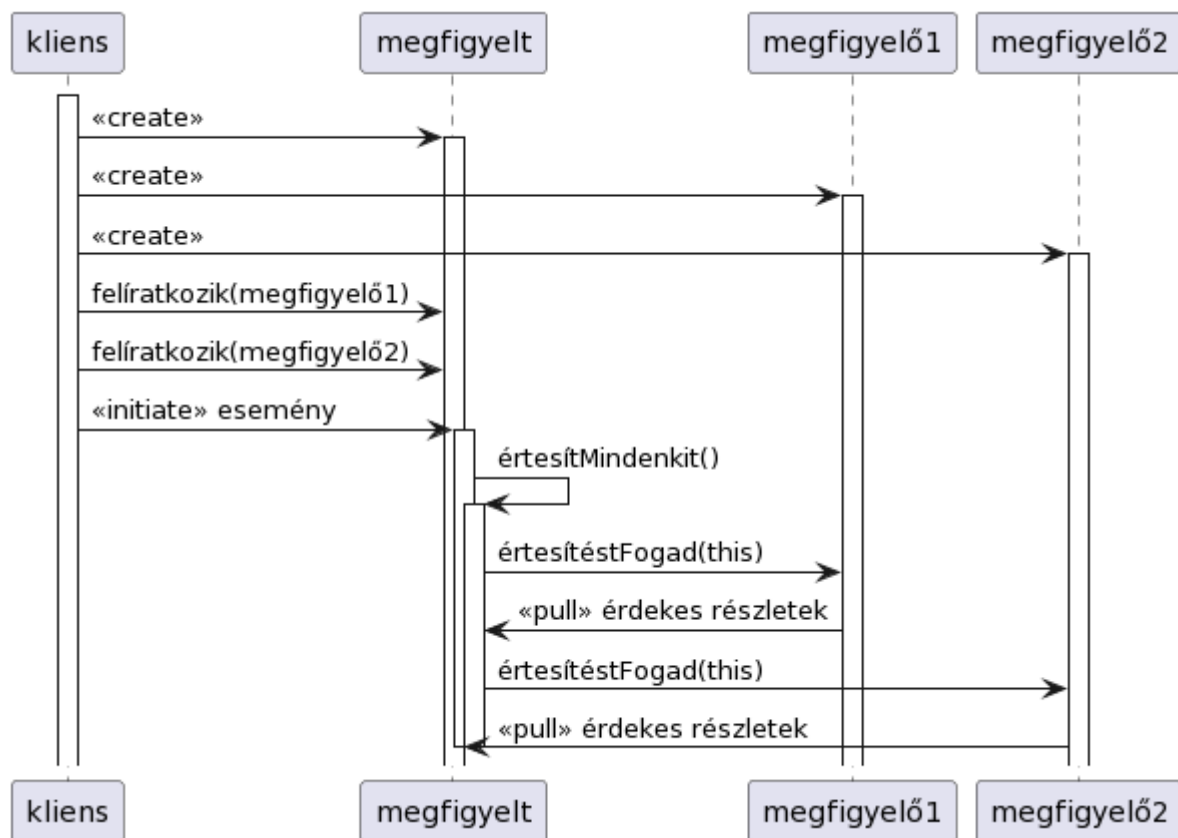 kliens
megfigyelt
megfigyelő1
megfigyelő2
«create»
«create»
«create»
felíratkozik(megfigyelő1)
felíratkozik(megfigyelő2)
«initiate» esemény
értesítMindenkit()
értesítéstFogad(this)
«pull» érdekes részletek
értesítéstFogad(this)
«pull» érdekes részletek
kliens
megfigyelt
megfigyelő1
megfigyelő2